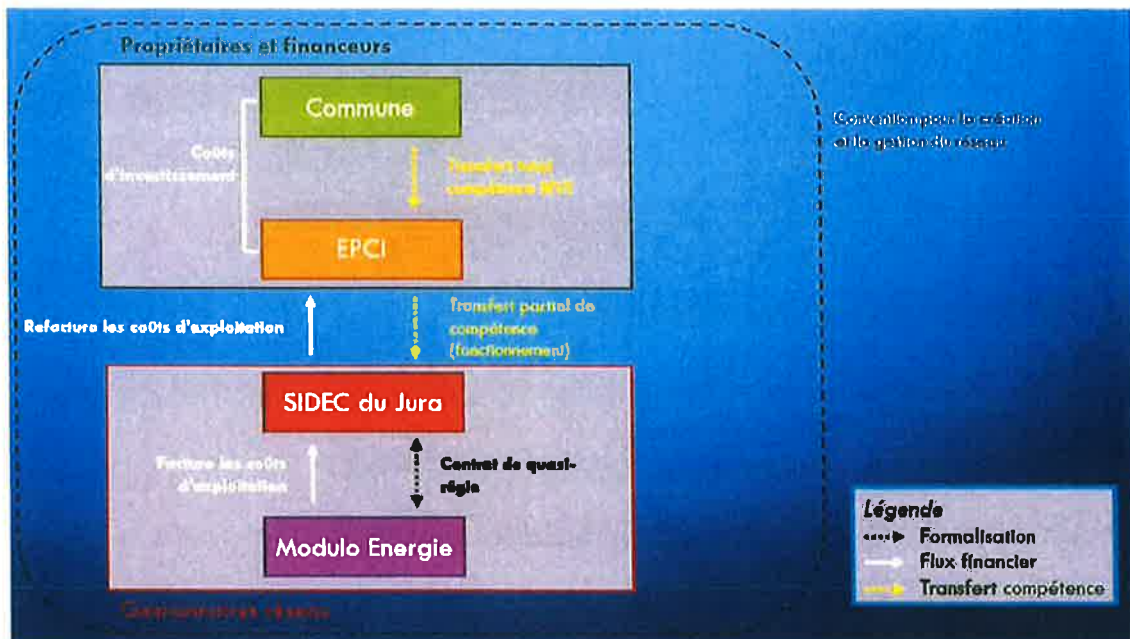 Propriétaires et financeurs
Commune
Convention pour la création
et la gestion du réseau
Coûts
d'investissement
Transfert total
compétence
EPCI
Refacture les coûts d'exploitation
Transfert partiel de
compétence
(fonctionnement)
SIDEC du Jura
Facture les coûts
d'exploitation
Contrat de quasi-
régie
Modulo Energie
Légende
Formalisation
Flux financier
Transfert compétence
Gestionnaires réseau